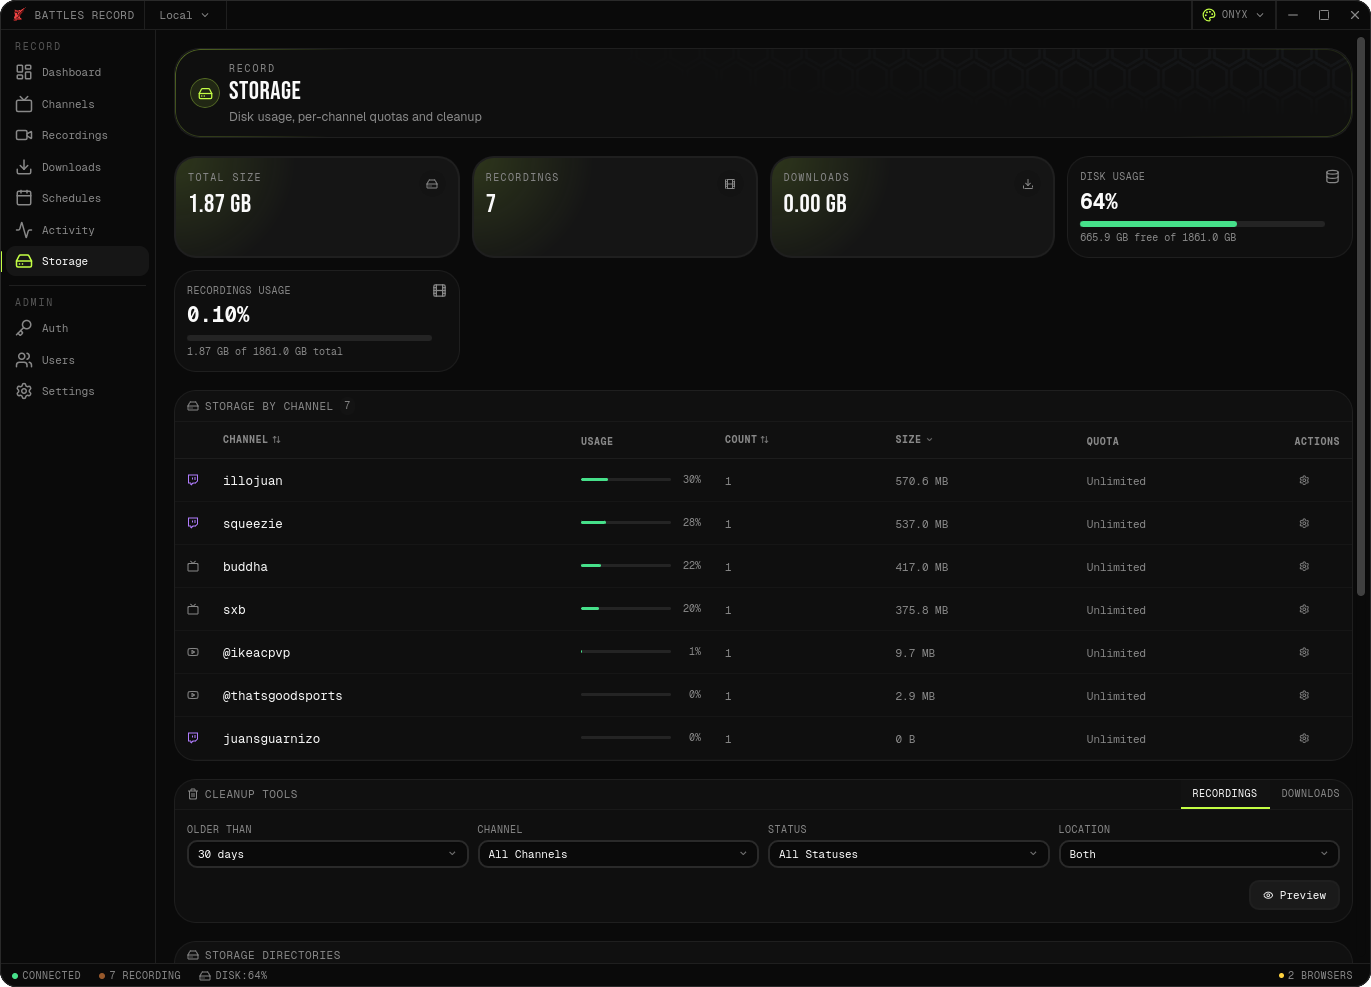 BATTLES RECORD
Local
ONYX
RECORD
Dashboard
Channels
Recordings
Downloads
Schedules
Activity
Storage
ADMIN
Auth
Users
Settings
RECORD
STORAGE
Disk usage, per-channel quotas and cleanup
TOTAL SIZE
1.87 GB
RECORDINGS
7
DOWNLOADS
0.00 GB
DISK USAGE
64%
665.9 GB free of 1861.0 GB
RECORDINGS USAGE
0.10%
1.87 GB of 1861.0 GB total
STORAGE BY CHANNEL 7
CHANNEL USAGE COUNT SIZE QUOTA ACTIONS
illojuan 30% 1 570.6 MB Unlimited
squeezie 28% 1 537.0 MB Unlimited
buddha 22% 1 417.0 MB Unlimited
sxb 20% 1 375.8 MB Unlimited
@ikeacpvp 1% 1 9.7 MB Unlimited
@thatsgoodsports 0% 1 2.9 MB Unlimited
juansguarnizo 0% 1 0 B Unlimited
CLEANUP TOOLS
RECORDINGS DOWNLOADS
OLDER THAN
30 days
CHANNEL
All Channels
STATUS
All Statuses
LOCATION
Both
Preview
STORAGE DIRECTORIES
CONNECTED
7 RECORDING
DISK:64%
2 BROWSERS